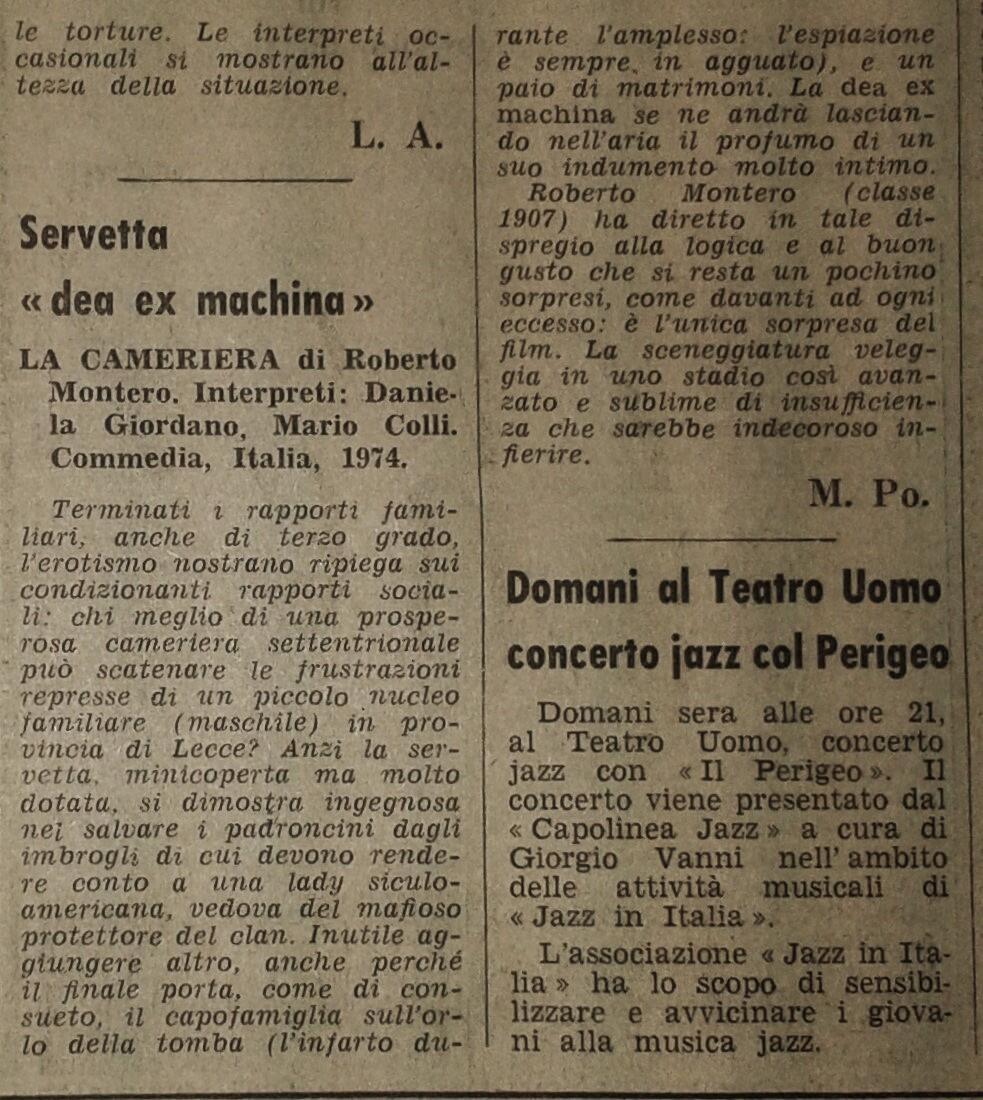 le torture. Le interpreti oc-
casionali si mostrano all'al-
tezza della situazione.
L. A.
Servetta
« dea ex machina »
LA CAMERIERA di Roberto
Montero. Interpreti: Danie-
la Giordano, Mario Colli.
Commedia, Italia, 1974.
Terminati i rapporti fami-
liari, anche di terzo grado,
l'erotismo nostrano ripiega sui
condizionanti rapporti socia-
li: chi meglio di una prospe-
rosa cameriera settentrionale
può scatenare le frustrazioni
represse di un piccolo nucleo
familiare (maschile) in pro-
vincia di Lecce? Anzi la ser-
vetta, minicoperta ma molto
dotata, si dimostra ingegnosa
nel salvare i padroncini dagli
imbrogli di cui devono rende-
re conto a una lady siculo-
americana, vedova del mafioso
protettore del clan. Inutile ag-
giungere altro, anche perché
il finale porta, come di con-
sueto, il capofamiglia sull'or-
lo della tomba (l'infarto du-
rante l'amplesso: l'espiazione
è sempre in agguato), e un
paio di matrimoni. La dea ex
machina se ne andrà lascian-
do nell'aria il profumo di un
suo indumento molto intimo.
Roberto Montero (classe
1907) ha diretto in tale di-
spregio alla logica e al buon
gusto che si resta un pochino
sorpresi, come davanti ad ogni
eccesso: è l'unica sorpresa del
film. La sceneggiatura veleg-
gia in uno stadio così avan-
zato e sublime di insufficien-
za che sarebbe indecoroso in-
fierire.
M. Po.
Domani al Teatro Uomo
concerto jazz col Perigeo
Domani sera alle ore 21,
al Teatro Uomo, concerto
jazz con « Il Perigeo ». Il
concerto viene presentato dal
« Capolinea Jazz » a cura di
Giorgio Vanni nell' ambito
delle attività musicali di
« Jazz in Italia ».
L'associazione « Jazz in Ita-
lia » ha lo scopo di sensibi-
lizzare e avvicinare i giova-
ni alla musica jazz.